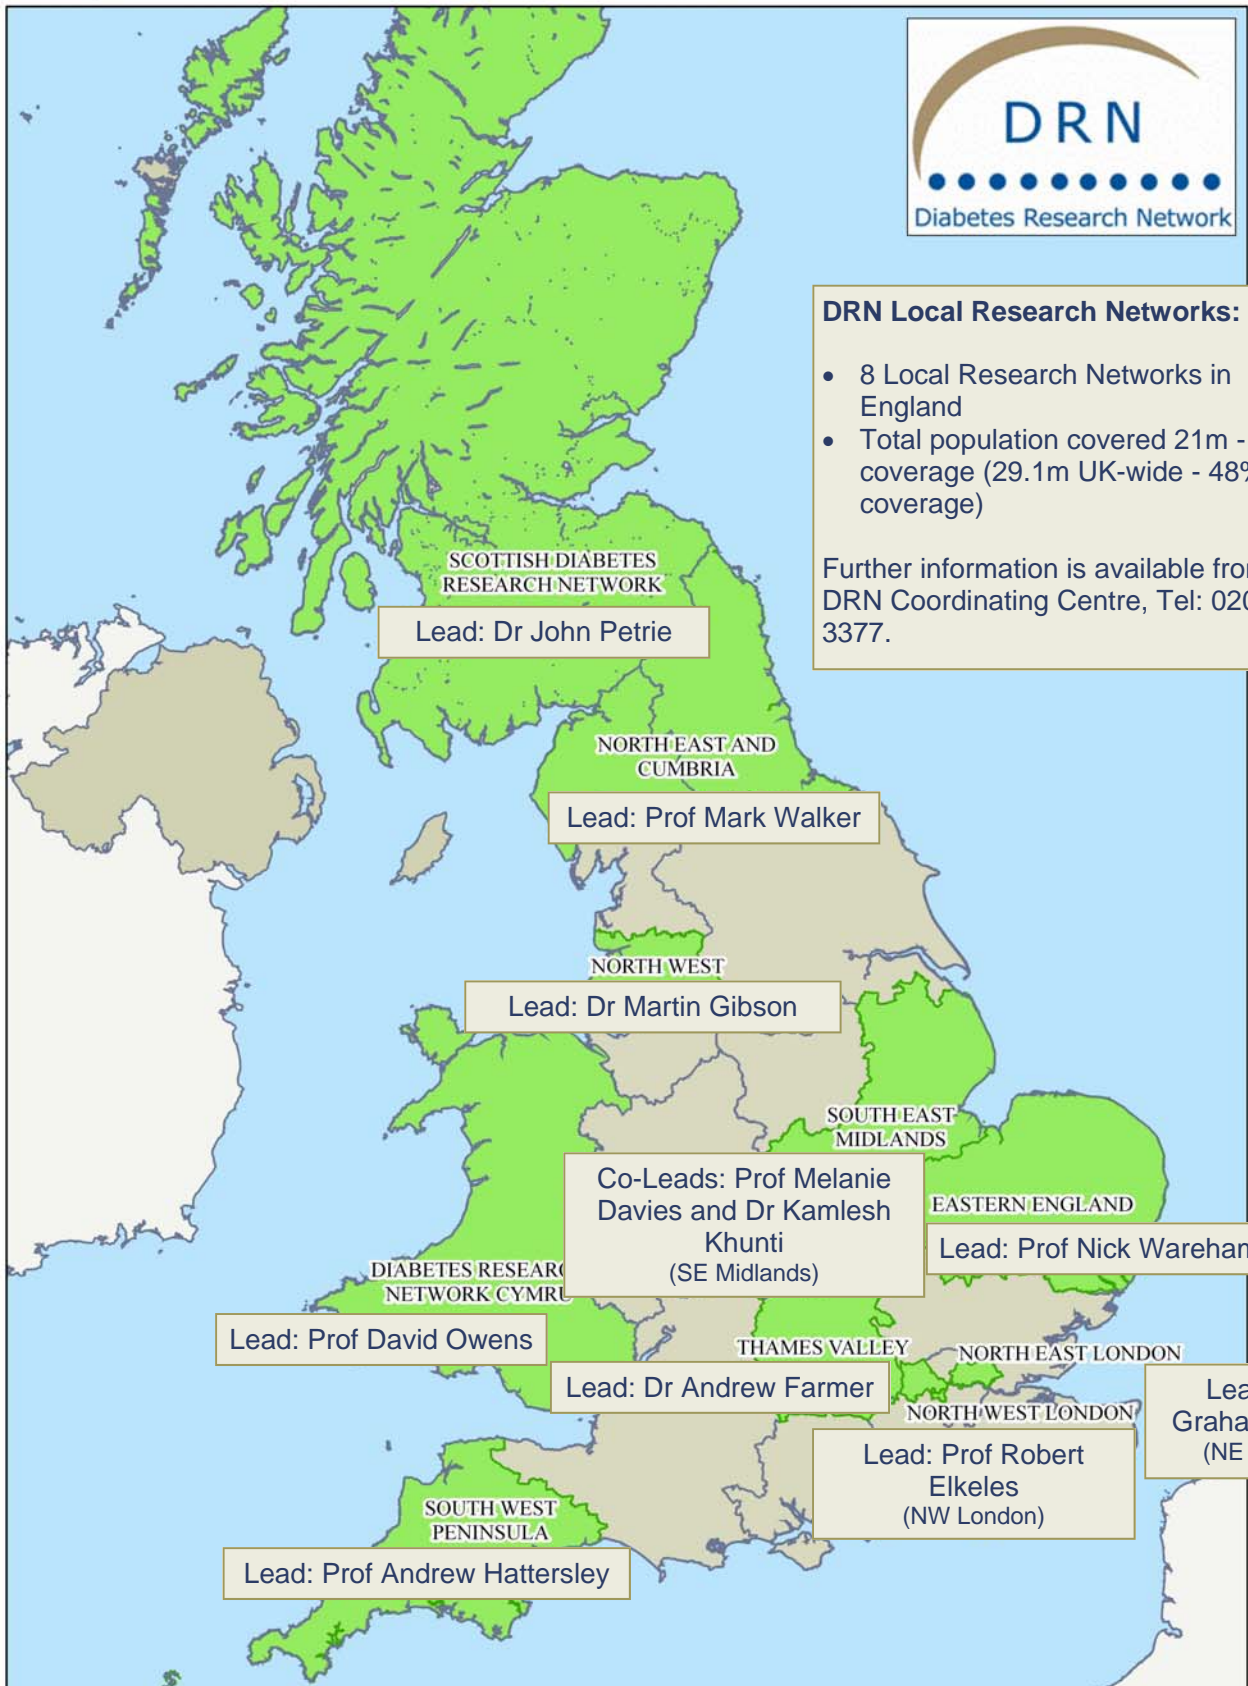 DRN
Diabetes Research Network
DRN Local Research Networks:
• 8 Local Research Networks in
England
• Total population covered 21m -
coverage (29.1m UK-wide - 48%
coverage)
Further information is available from
DRN Coordinating Centre, Tel: 020
3377.
SCOTTISH DIABETES
RESEARCH NETWORK
Lead: Dr John Petrie
NORTH EAST AND
CUMBRIA
Lead: Prof Mark Walker
NORTH WEST
Lead: Dr Martin Gibson
SOUTH EAST
MIDLANDS
Co-Leads: Prof Melanie
Davies and Dr Kamlesh
Khunti
(SE Midlands)
EASTERN ENGLAND
Lead: Prof Nick Wareham
DIABETES RESEARC
NETWORK CYMRU
Lead: Prof David Owens
THAMES VALLEY
Lead: Dr Andrew Farmer
NORTH EAST LONDON
NORTH WEST LONDON
Lea
Graha
(NE
Lead: Prof Robert
Elkeles
(NW London)
SOUTH WEST
PENINSULA
Lead: Prof Andrew Hattersley